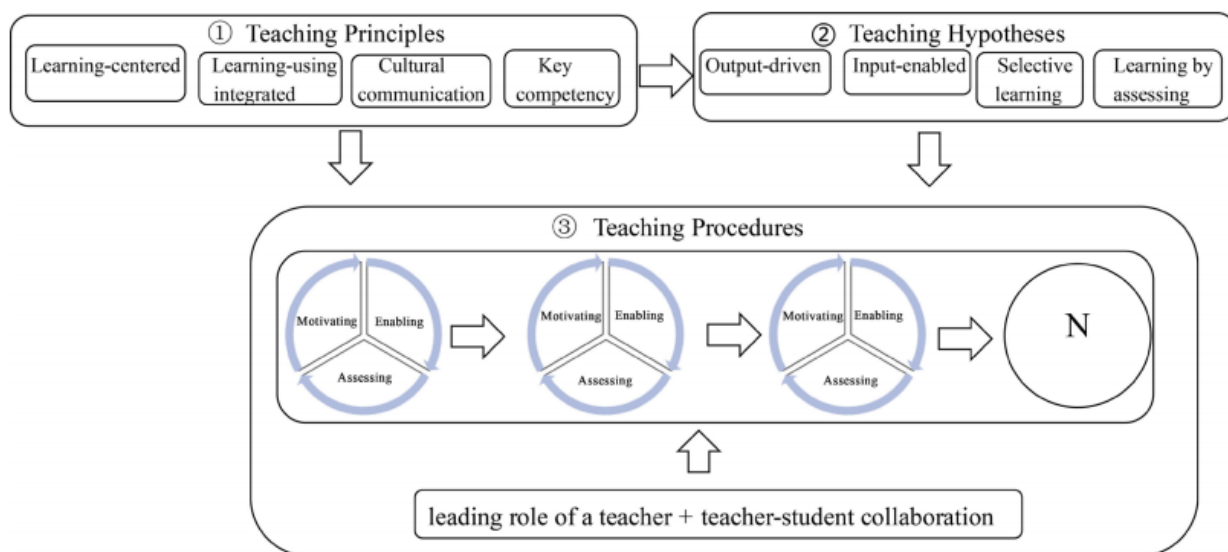 ① Teaching Principles
Learning-centered
Learning-using
integrated
Cultural
communication
Key
competency
② Teaching Hypotheses
Output-driven
Input-enabled
Selective
learning
Learning by
assessing
③ Teaching Procedures
Motivating
Enabling
Assessing
Motivating
Enabling
Assessing
Motivating
Enabling
Assessing
N
leading role of a teacher + teacher-student collaboration